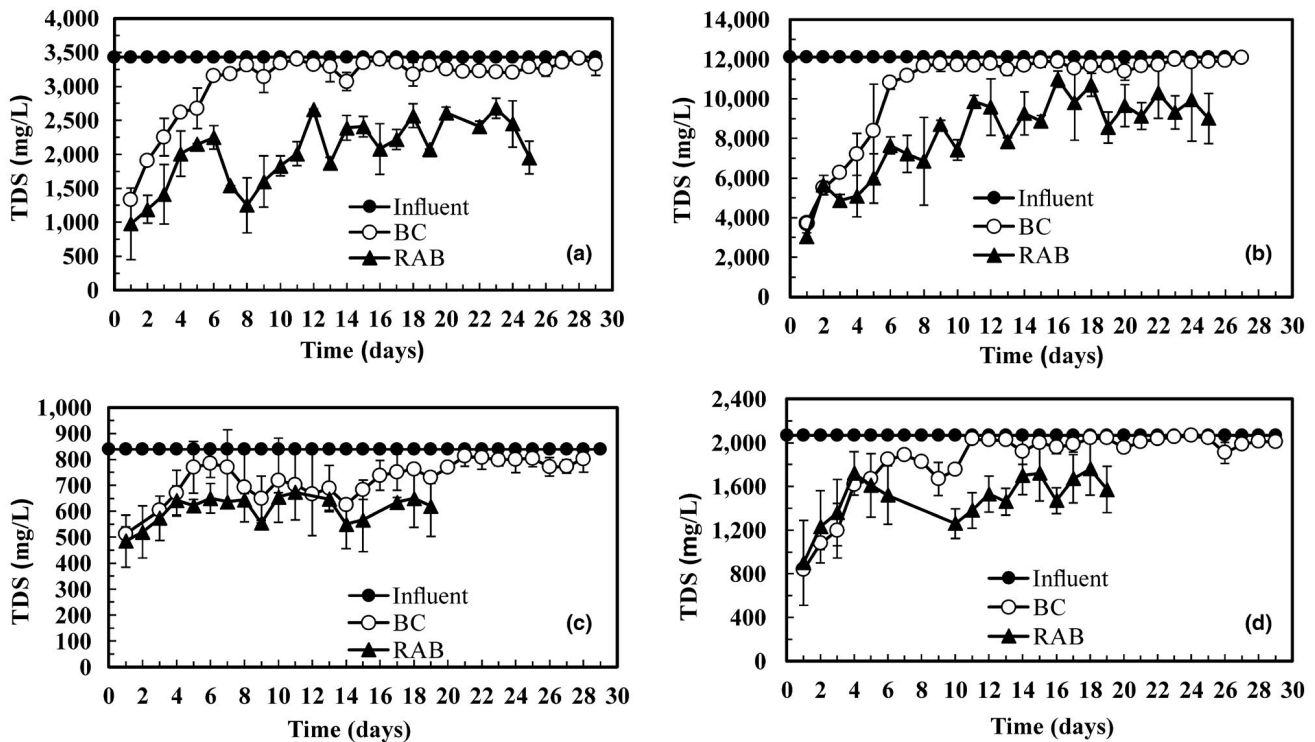 4,000
3,500
3,000
2,500
2,000
1,500
1,000
500
0
TDS (mg/L)
Influent
BC
RAB
(a)
0 2 4 6 8 10 12 14 16 18 20 22 24 26 28 30
Time (days)
14,000
12,000
10,000
8,000
6,000
4,000
2,000
0
TDS (mg/L)
Influent
BC
RAB
(b)
0 2 4 6 8 10 12 14 16 18 20 22 24 26 28 30
Time (days)
1,000
900
800
700
600
500
400
300
200
100
0
TDS (mg/L)
Influent
BC
RAB
(c)
0 2 4 6 8 10 12 14 16 18 20 22 24 26 28 30
Time (days)
2,400
2,000
1,600
1,200
800
400
0
TDS (mg/L)
Influent
BC
RAB
(d)
0 2 4 6 8 10 12 14 16 18 20 22 24 26 28 30
Time (days)